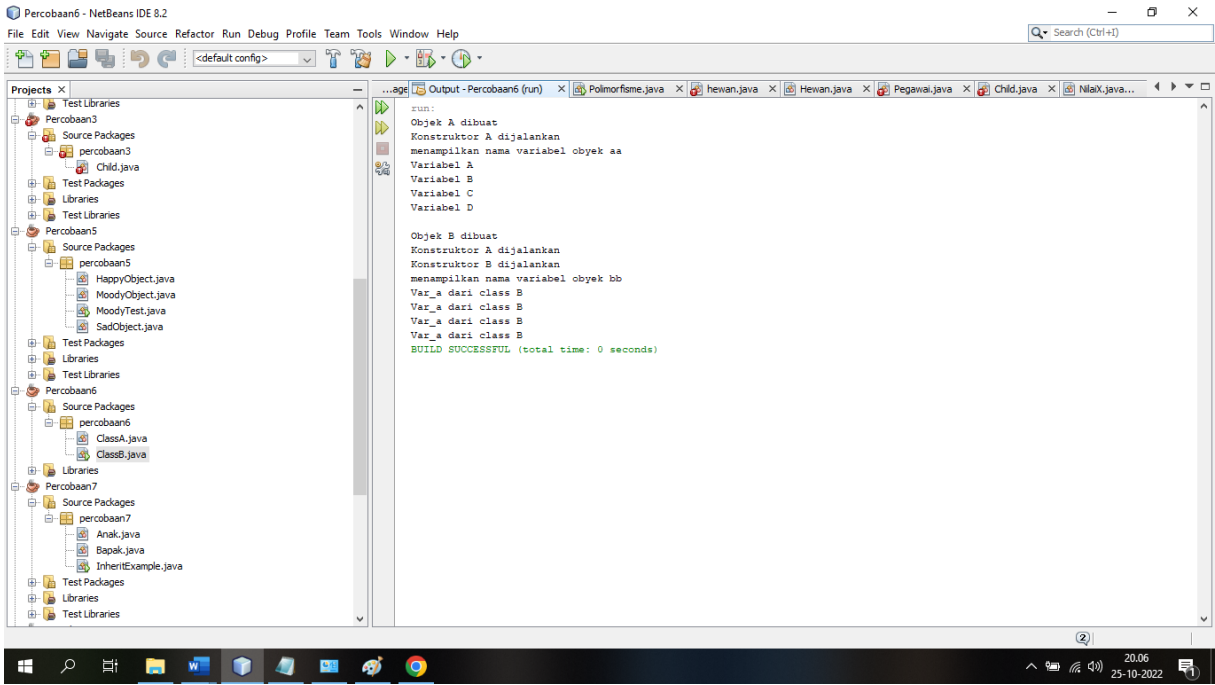 Percobaan6 - NetBeans IDE 8.2
File Edit View Navigate Source Refactor Run Debug Profile Team Tools Window Help
Search (Ctrl+I)
<default config>
Projects
Test Libraries
Percobaan3
Source Packages
percobaan3
Child.java
Test Packages
Libraries
Test Libraries
Percobaan5
Source Packages
percobaan5
HappyObject.java
MoodyObject.java
MoodyTest.java
SadObject.java
Test Packages
Libraries
Test Libraries
Percobaan6
Source Packages
percobaan6
ClassA.java
ClassB.java
Libraries
Percobaan7
Source Packages
percobaan7
Anak.java
Bapak.java
InheritExample.java
Test Packages
Libraries
Test Libraries
...age Output - Percobaan6 (run) Polimorfisme.java hewan.java Hewan.java Pegawai.java Child.java NilaiX.java...
run:
Objek A dibuat
Konstruktor A dijalankan
menampilkan nama variabel obyek aa
Variabel A
Variabel B
Variabel C
Variabel D
Objek B dibuat
Konstruktor A dijalankan
Konstruktor B dijalankan
menampilkan nama variabel obyek bb
Var_a dari class B
Var_a dari class B
Var_a dari class B
Var_a dari class B
BUILD SUCCESSFUL (total time: 0 seconds)
2
20.06
25-10-2022
1